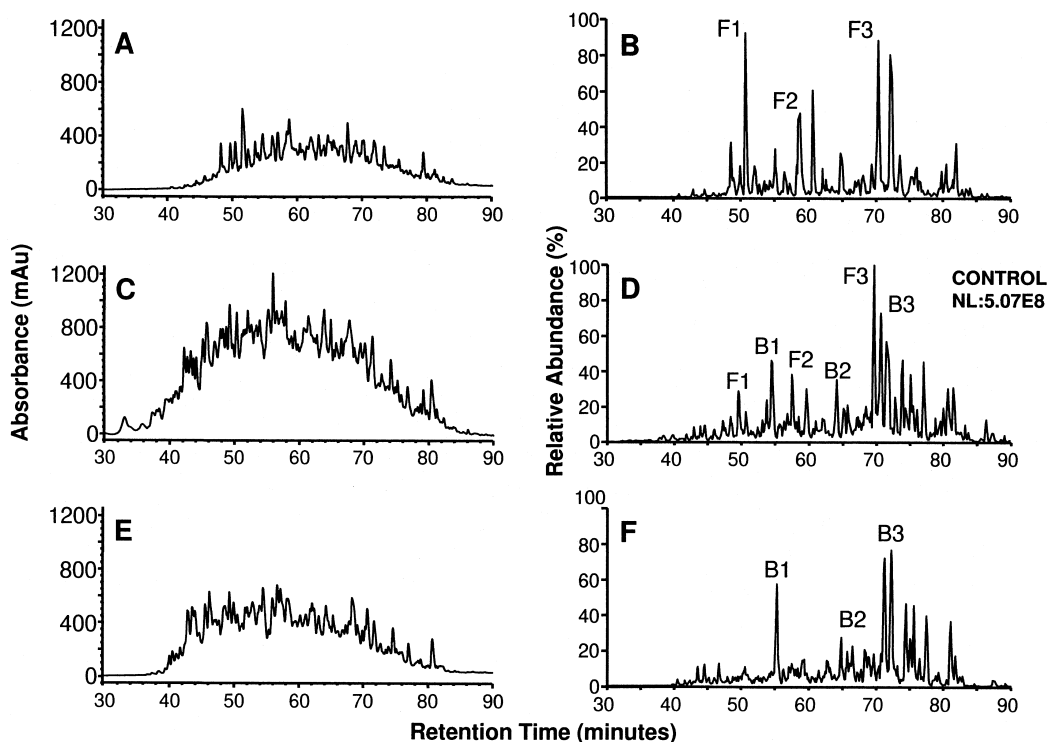 A
1200
800
400
0
30 40 50 60 70 80 90
B
F1
F2
F3
100
80
60
40
20
0
30 40 50 60 70 80 90
C
1200
800
400
0
30 40 50 60 70 80 90
D
F1
B1
F2
B2
F3
B3
CONTROL
NL:5.07E8
100
80
60
40
20
0
30 40 50 60 70 80 90
E
1200
800
400
0
30 40 50 60 70 80 90
F
B1
B2
B3
100
80
60
40
20
0
30 40 50 60 70 80 90
Absorbance (mAu)
Relative Abundance (%)
Retention Time (minutes)